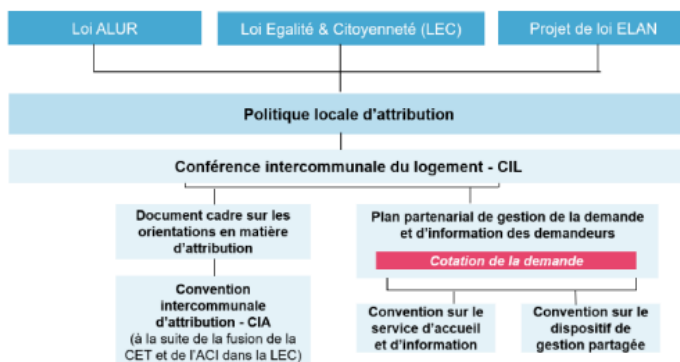 Loi ALUR
Loi Egalité & Citoyenneté (LEC)
Projet de loi ELAN
Politique locale d'attribution
Conférence intercommunale du logement - CIL
Document cadre sur les
orientations en matière
d'attribution
Plan partenarial de gestion de la demande
et d'information des demandeurs
Cotation de la demande
Convention
intercommunale
d'attribution - CIA
(à la suite de la fusion de la
CET et de l'ACI dans la LEC)
Convention sur le
service d'accueil
et d'information
Convention sur le
dispositif de
gestion partagée